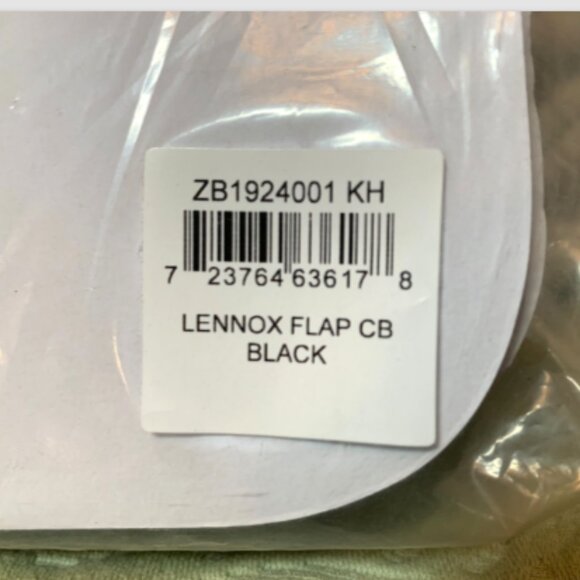 ZB1924001 KH
7 23764 63617 8
LENNOX FLAP CB
BLACK